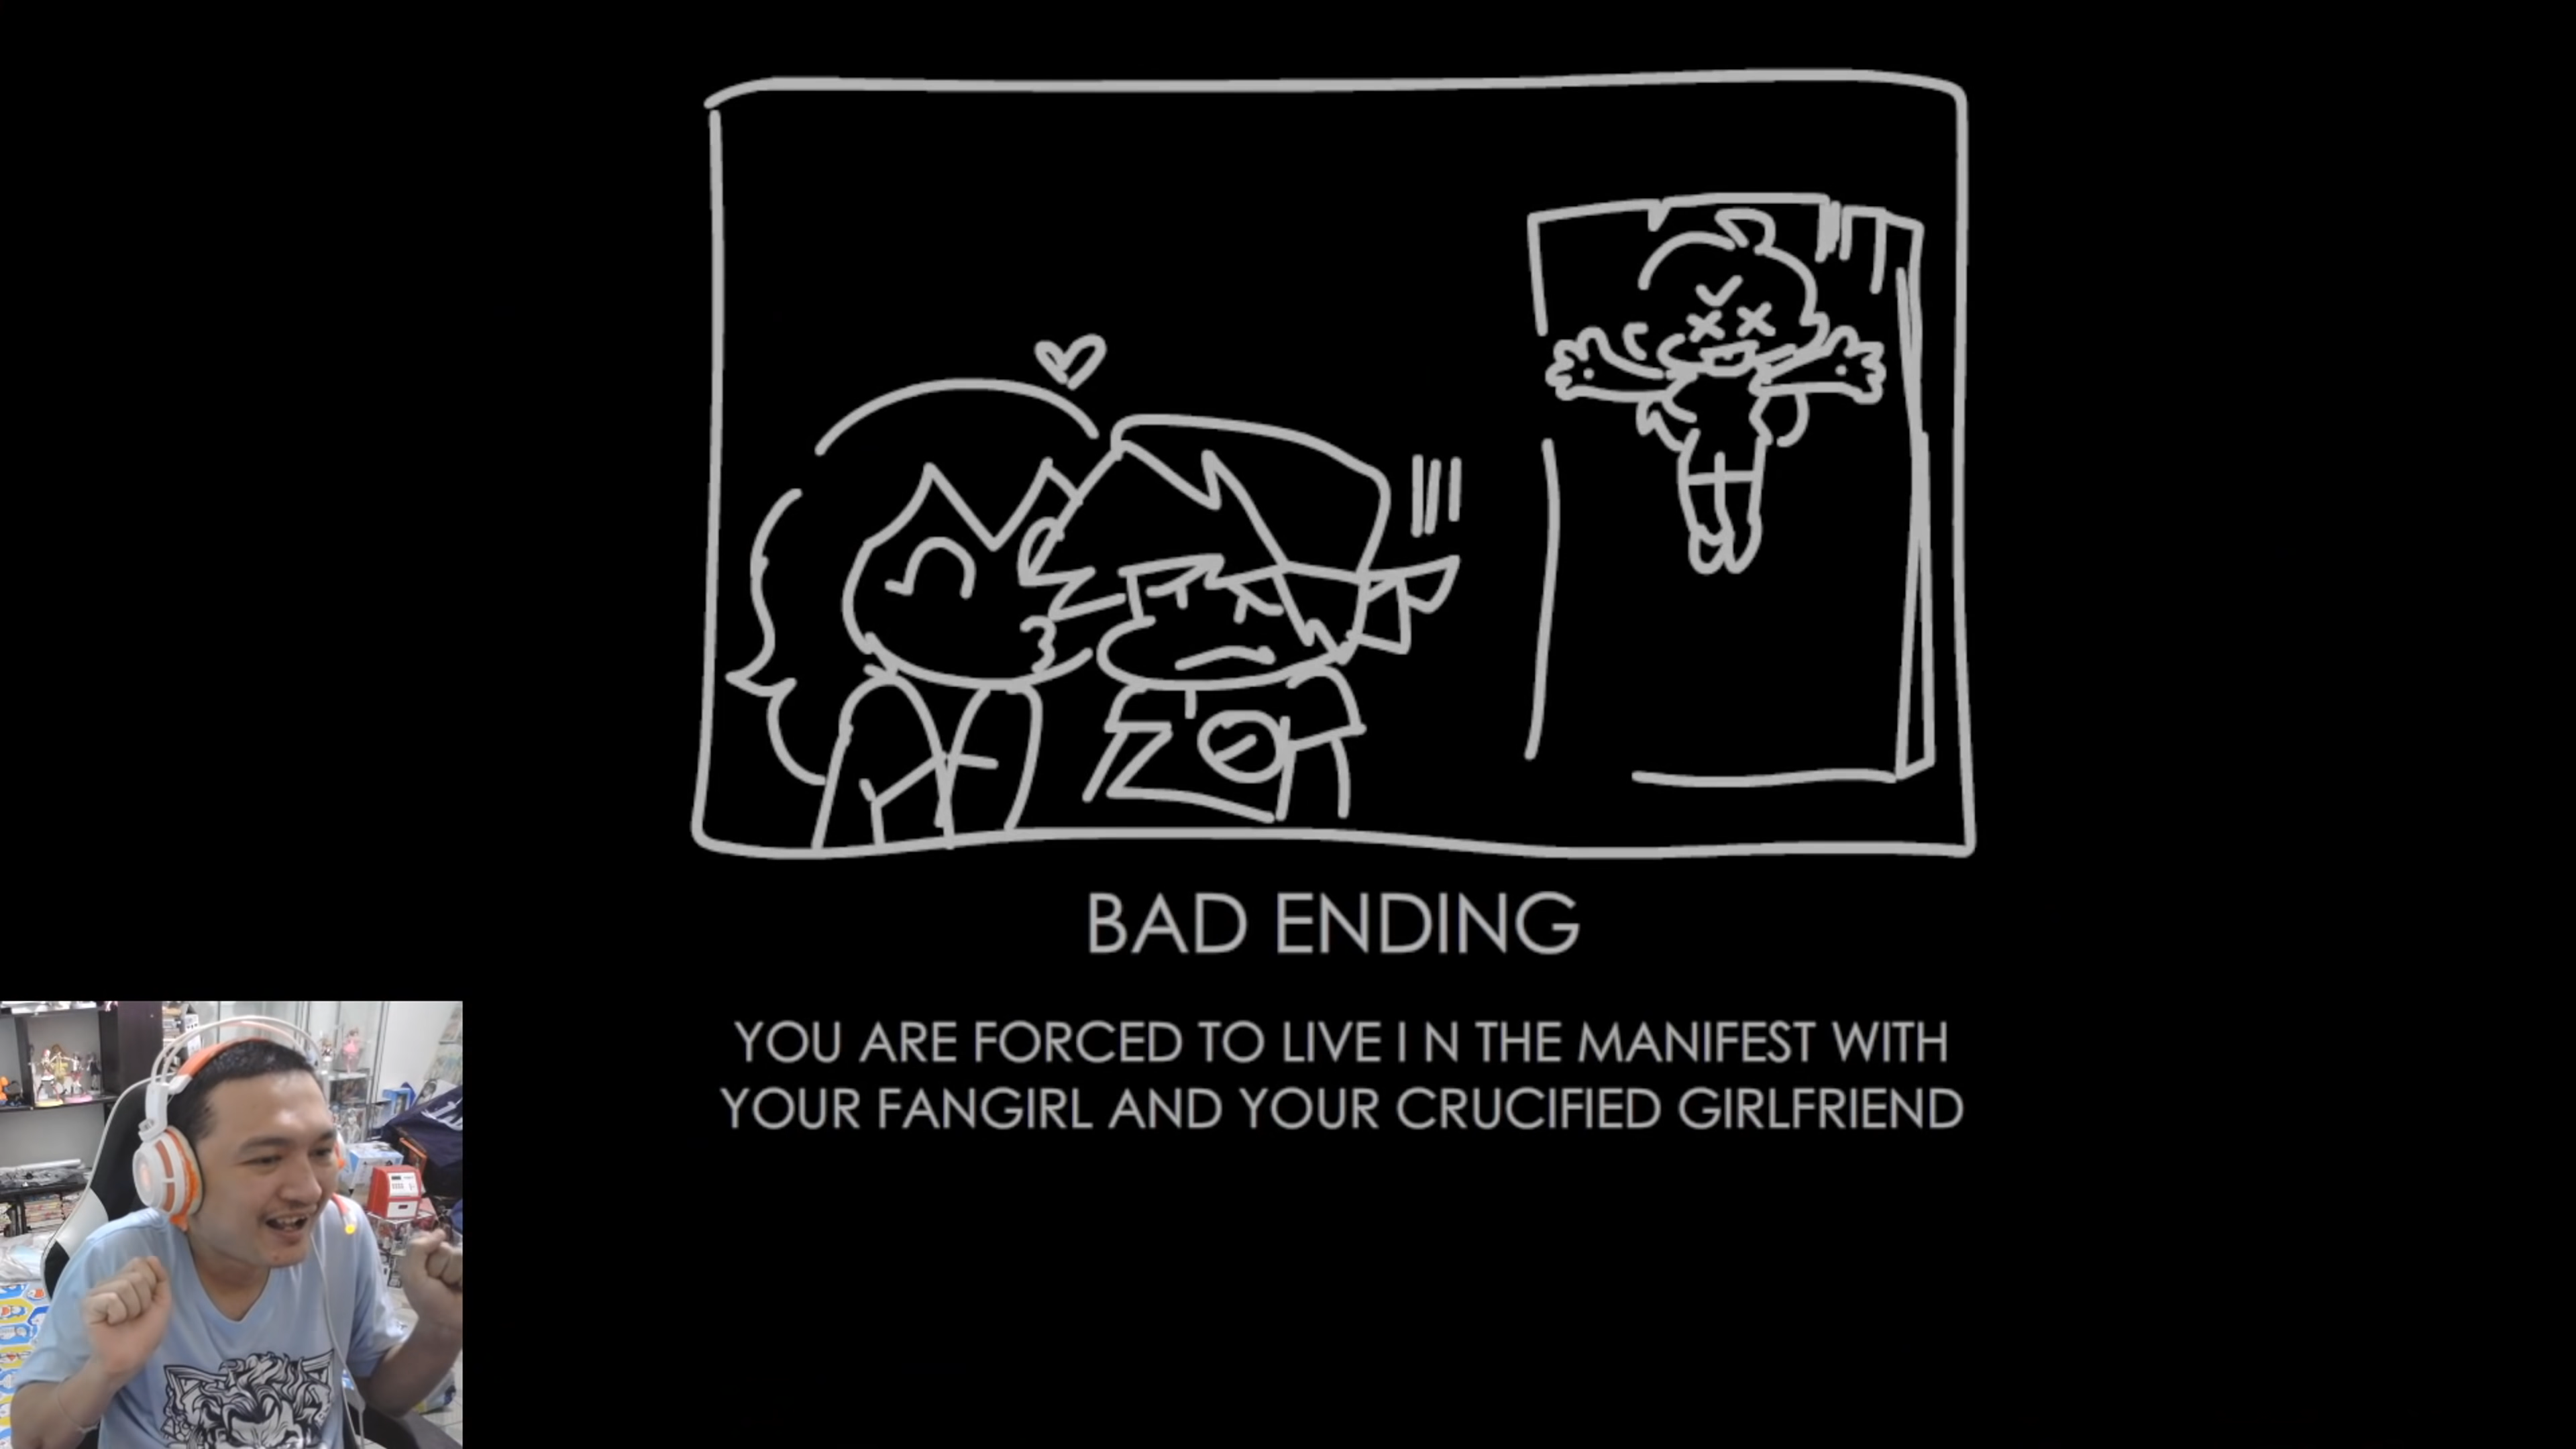 BAD ENDING
YOU ARE FORCED TO LIVE I N THE MANIFEST WITH
YOUR FANGIRL AND YOUR CRUCIFIED GIRLFRIEND